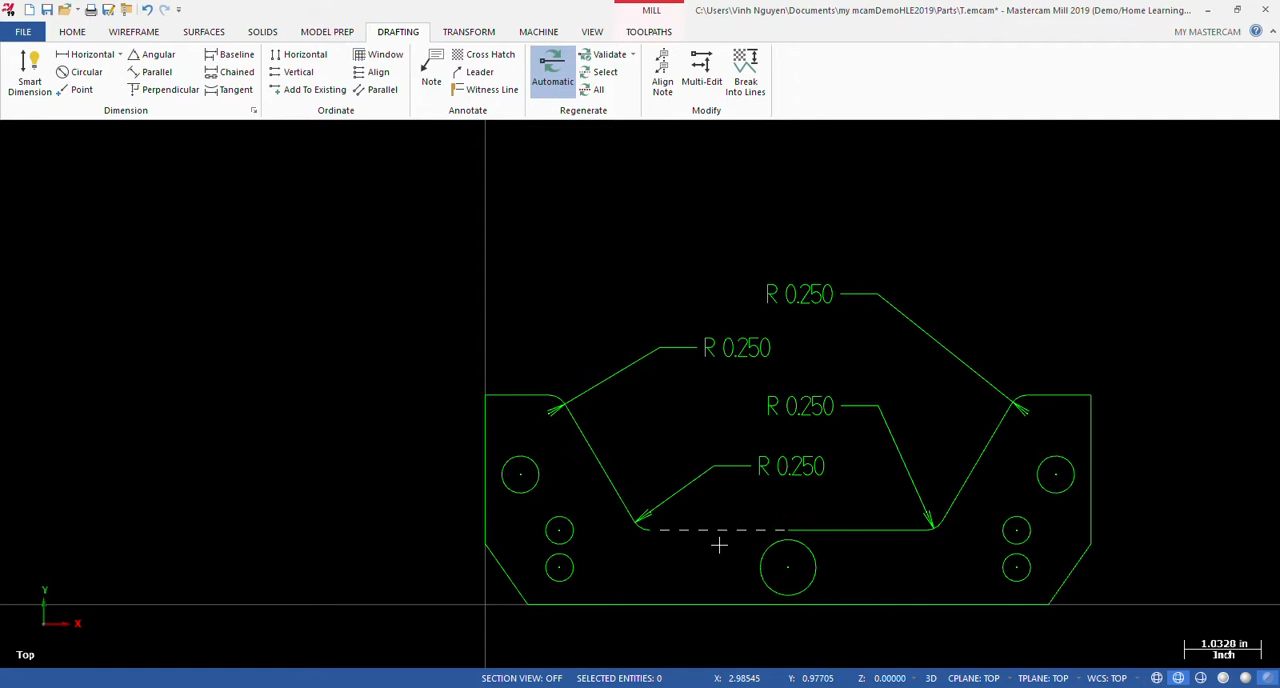 MILL
C:\Users\Vinh Nguyen\Documents\my mcamDemoHLE2019\Parts\T.emcam* - Mastercam Mill 2019 (Demo/Home Learning...
FILE HOME WIREFRAME SURFACES SOLIDS MODEL PREP DRAFTING TRANSFORM MACHINE VIEW TOOLPATHS MY MASTERCAM
Horizontal Angular Baseline Horizontal Window Cross Hatch Validate
Circular Parallel Chained Vertical Align Leader Select
Point Perpendicular Tangent Add To Existing Parallel Witness Line All
Smart Dimension
Note
Automatic
Align Note
Multi-Edit
Break Into Lines
Dimension Ordinate Annotate Regenerate Modify
R 0.250
R 0.250
R 0.250
R 0.250
Y
X
Top
1.0320 in
Inch
SECTION VIEW: OFF SELECTED ENTITIES: 0 X: 2.98545 Y: 0.97705 Z: 0.00000 3D CPLANE: TOP TPLANE: TOP WCS: TOP